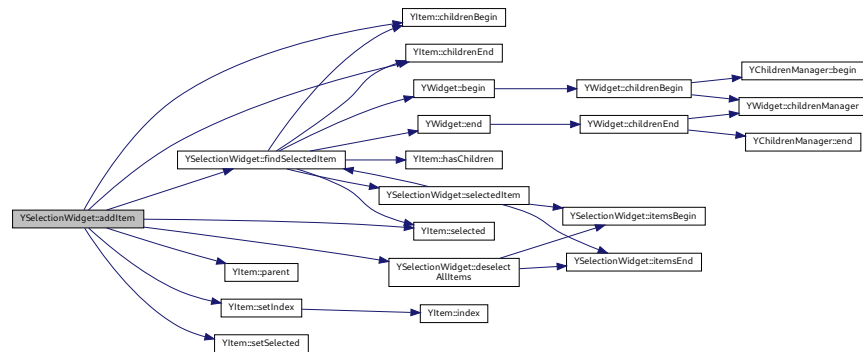 YItem::childrenBegin
YItem::childrenEnd
YChildrenManager::begin
YWidget::begin
YWidget::childrenBegin
YWidget::childrenManager
YWidget::end
YWidget::childrenEnd
YChildrenManager::end
YSelectionWidget::findSelectedItem
YItem::hasChildren
YSelectionWidget::selectedItem
YSelectionWidget::addItem
YSelectionWidget::itemsBegin
YItem::selected
YSelectionWidget::itemsEnd
YSelectionWidget::deselect
AllItems
YItem::parent
YItem::setIndex
YItem::index
YItem::setSelected